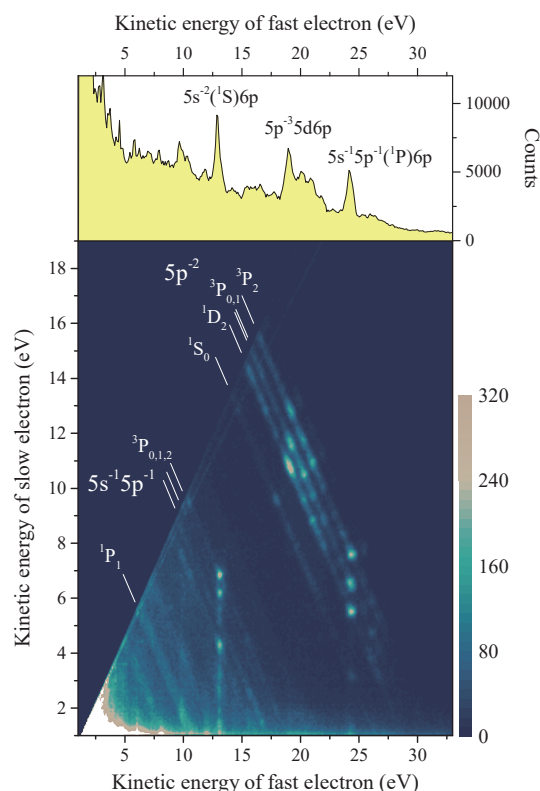 Kinetic energy of fast electron (eV)
5 10 15 20 25 30
5s⁻²(¹S)6p
5p⁻³5d6p
5s⁻¹5p⁻¹(¹P)6p
10000
5000
0
Counts
18
16
14
12
10
8
6
4
2
Kinetic energy of slow electron (eV)
5p⁻²
³P₂
³P₀,₁
¹D₂
¹S₀
³P₀,₁,₂
5s⁻¹5p⁻¹
¹P₁
320
240
160
80
0
5 10 15 20 25 30
Kinetic energy of fast electron (eV)